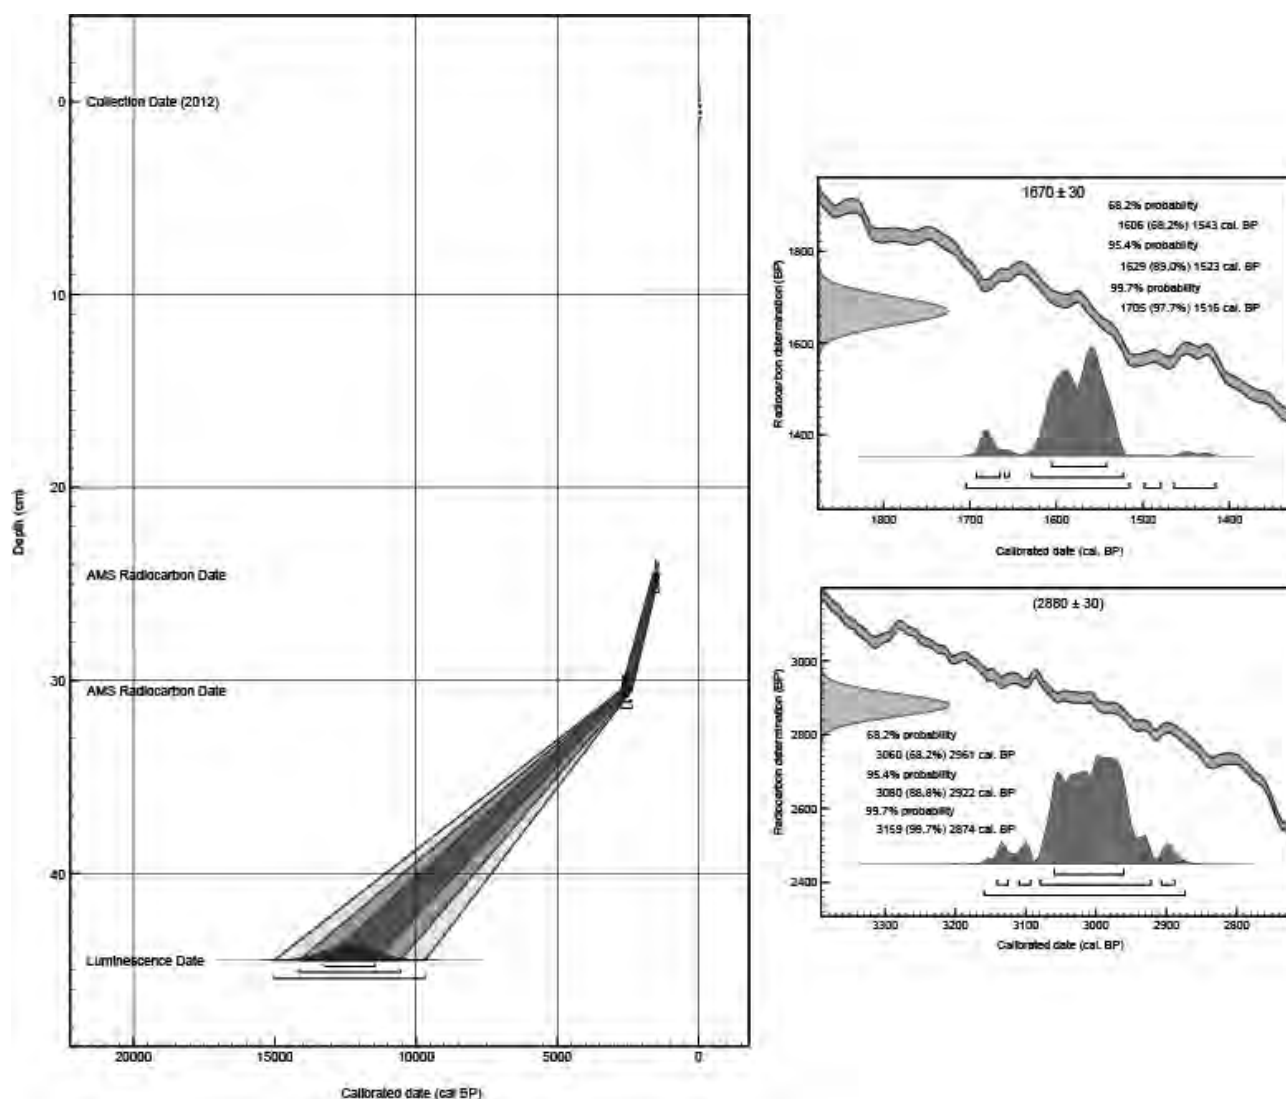 Depth (cm)
0
Collection Date (2012)
10
20
AMS Radiocarbon Date
30
AMS Radiocarbon Date
40
Luminescence Date
20000
15000
10000
5000
0
Calibrated date (cal BP)
1670 ± 30
68.2% probability
1606 (68.2%) 1543 cal. BP
95.4% probability
1629 (89.0%) 1523 cal. BP
99.7% probability
1705 (97.7%) 1516 cal. BP
Radiocarbon determination (BP)
1800
1600
1400
1800
1700
1600
1500
1400
Calibrated date (cal. BP)
(2880 ± 30)
Radiocarbon determination (BP)
3000
2800
2600
2400
68.2% probability
3060 (68.2%) 2961 cal. BP
95.4% probability
3080 (88.8%) 2922 cal. BP
99.7% probability
3159 (99.7%) 2874 cal. BP
3300
3200
3100
3000
2900
2800
Calibrated date (cal. BP)